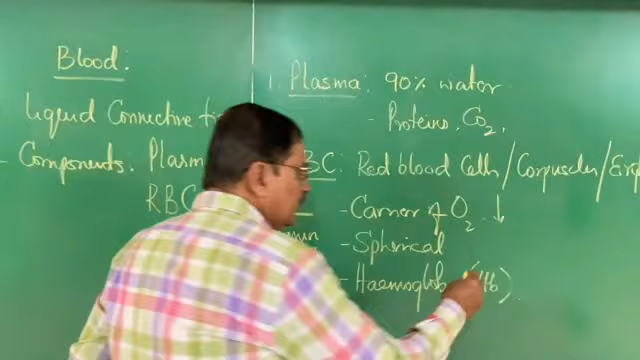 Blood:
Liquid Connective
- Components. Plasm
RBC
1. Plasma: 90% water
- Proteins, Co2,
BC: Red blood Cells/Corpuscles/Ery
- Carrier of O2 ↓
- Spherical
- Haemoglob (Hb).